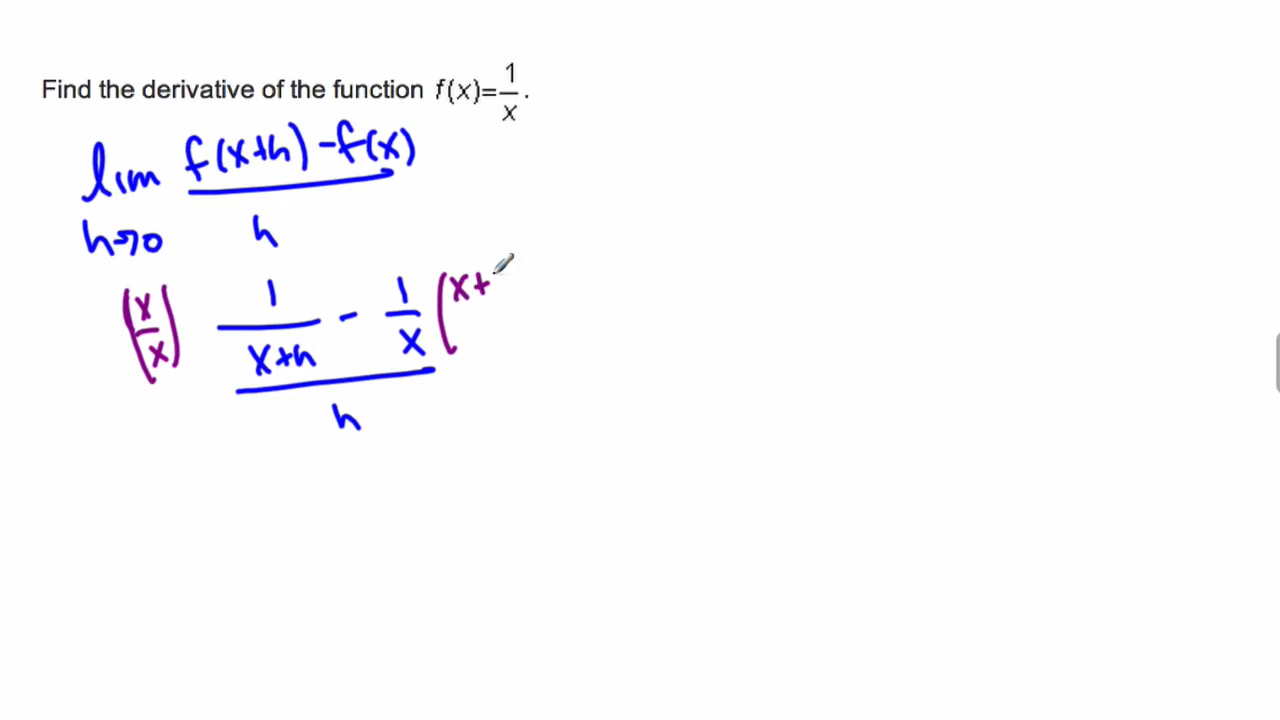 Find the derivative of the function f(x)=1/x.
lim f(x+h) - f(x)
h→0 h
(x/x) 1/(x+h) - 1/x (x+
h